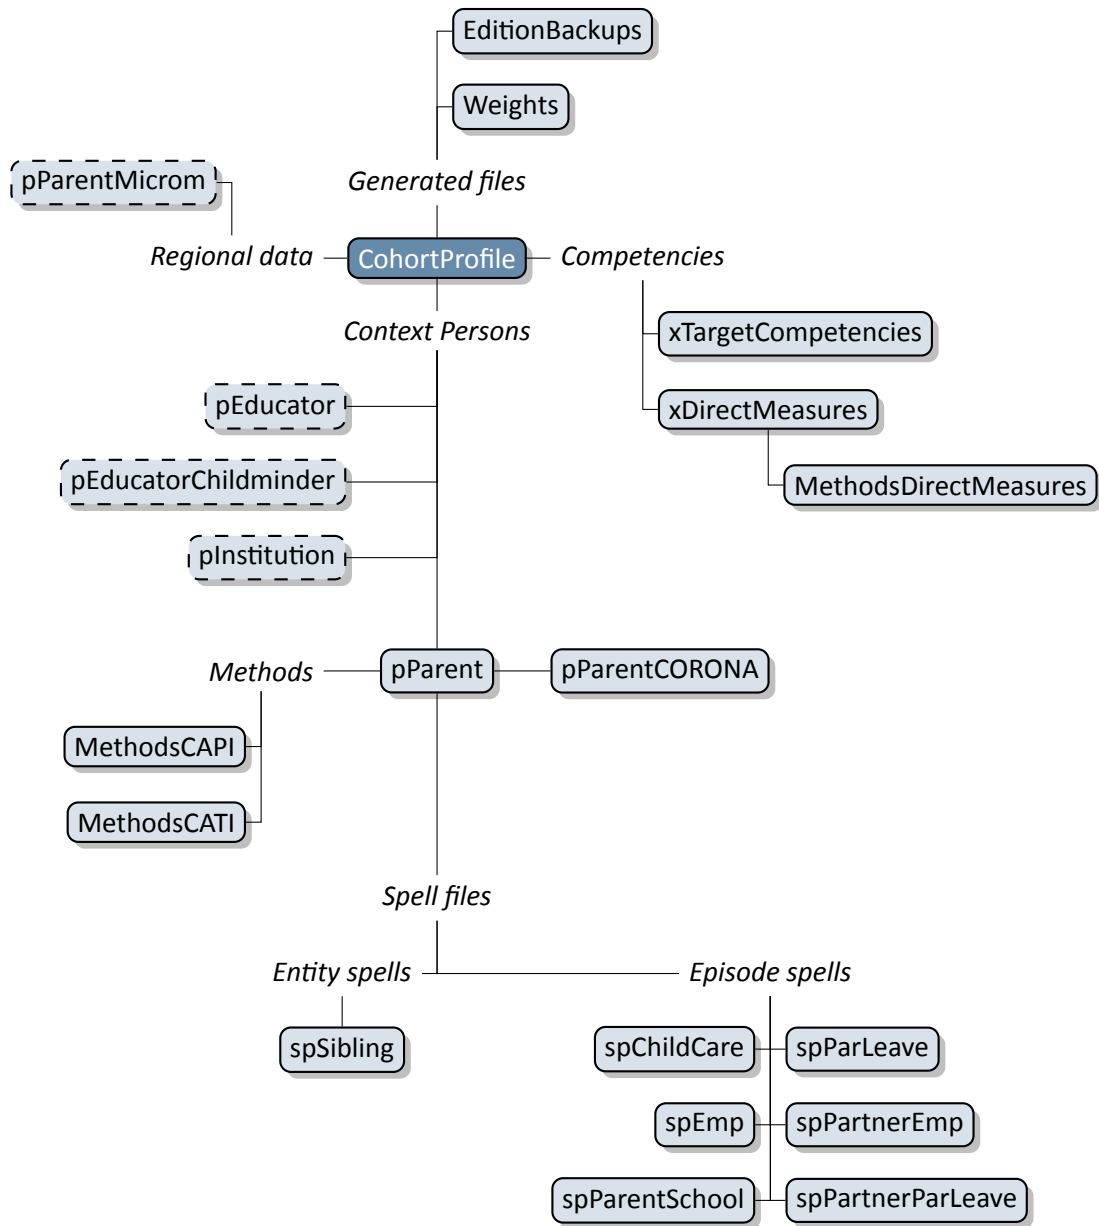 EditionBackups
Weights
pParentMicrom
Generated files
Regional data
CohortProfile
Competencies
Context Persons
xTargetCompetencies
pEducator
xDirectMeasures
pEducatorChildminder
MethodsDirectMeasures
pInstitution
Methods
pParent
pParentCORONA
MethodsCAPI
MethodsCATI
Spell files
Entity spells
Episode spells
spSibling
spChildCare
spParLeave
spEmp
spPartnerEmp
spParentSchool
spPartnerParLeave